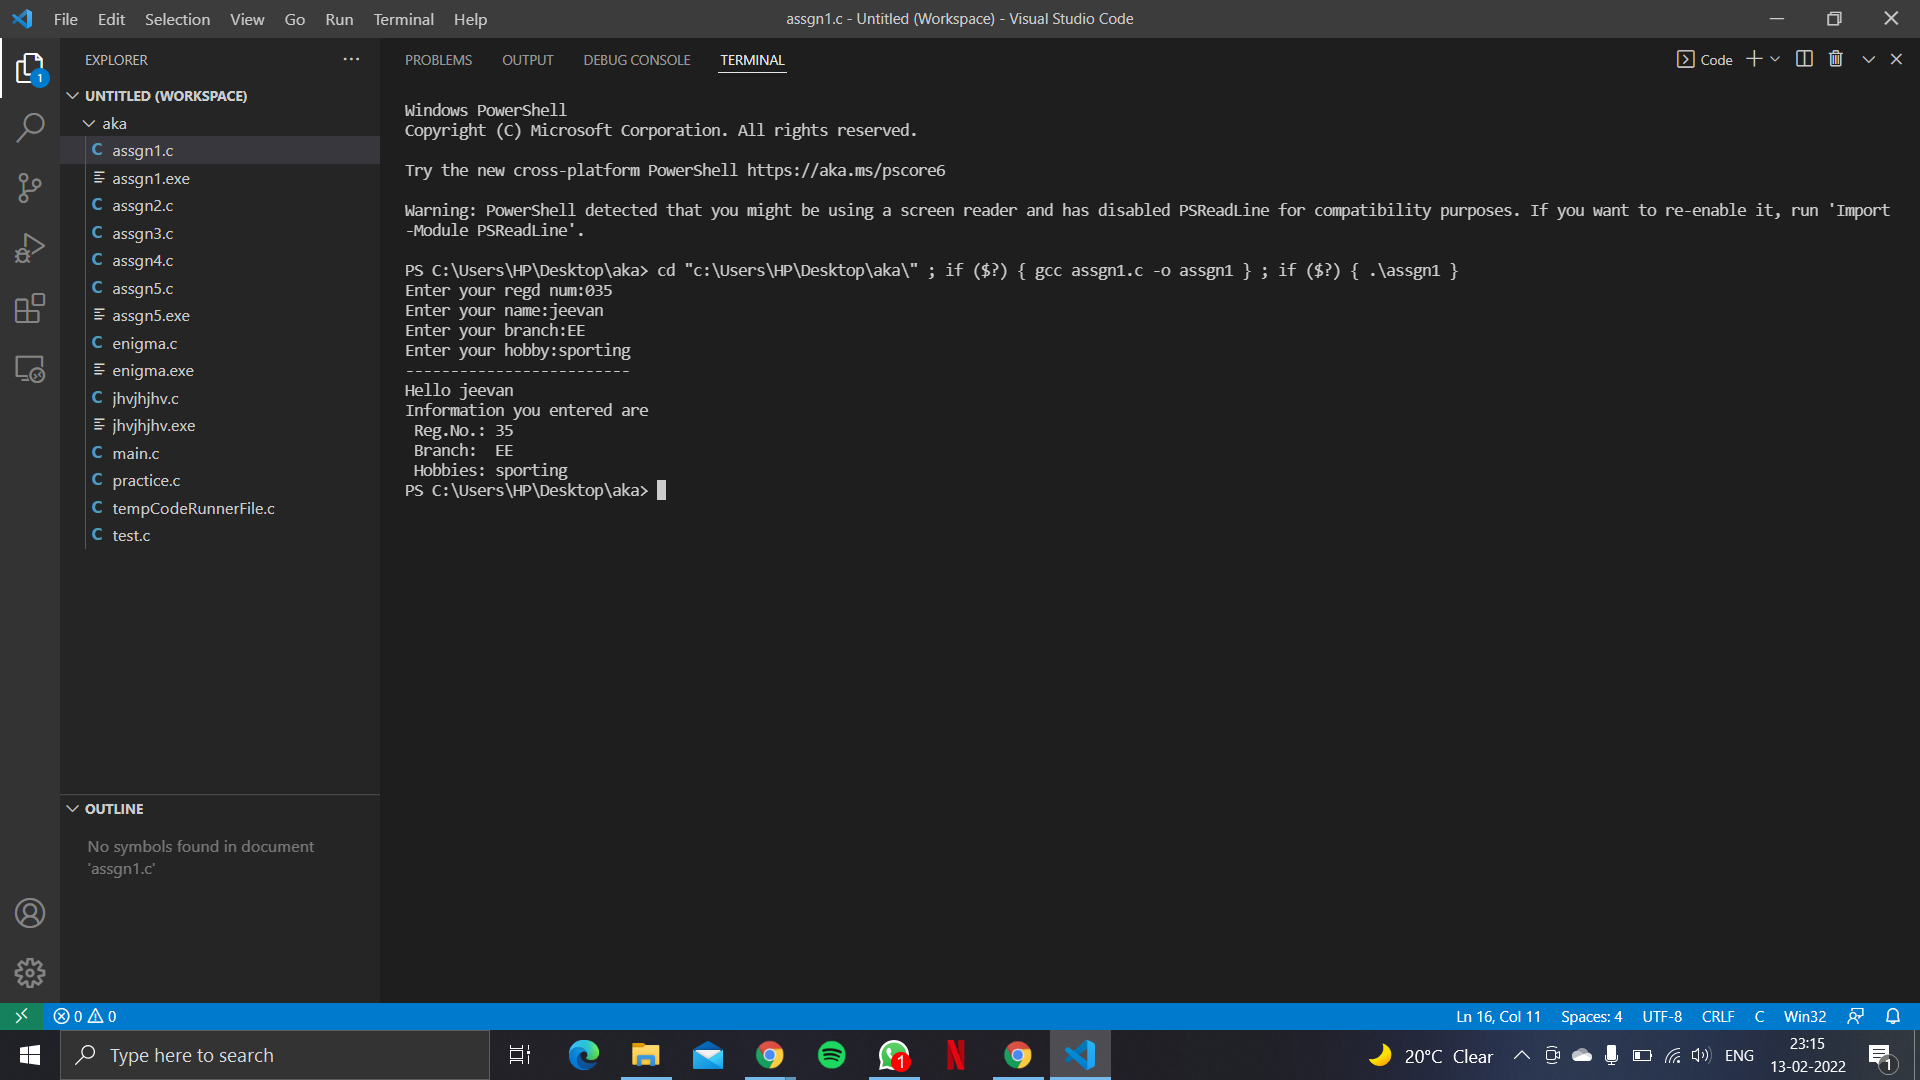 File Edit Selection View Go Run Terminal Help
assgn1.c - Untitled (Workspace) - Visual Studio Code
EXPLORER
1
UNTITLED (WORKSPACE)
aka
C assgn1.c
assgn1.exe
C assgn2.c
C assgn3.c
C assgn4.c
C assgn5.c
assgn5.exe
C enigma.c
enigma.exe
C jhvjhjhv.c
jhvjhjhv.exe
C main.c
C practice.c
C tempCodeRunnerFile.c
C test.c
OUTLINE
No symbols found in document
'assgn1.c'
PROBLEMS OUTPUT DEBUG CONSOLE TERMINAL
Code
Windows PowerShell
Copyright (C) Microsoft Corporation. All rights reserved.
Try the new cross-platform PowerShell https://aka.ms/pscore6
Warning: PowerShell detected that you might be using a screen reader and has disabled PSReadLine for compatibility purposes. If you want to re-enable it, run 'Import
-Module PSReadLine'.
PS C:\Users\HP\Desktop\aka> cd "c:\Users\HP\Desktop\aka\" ; if ($?) { gcc assgn1.c -o assgn1 } ; if ($?) { .\assgn1 }
Enter your regd num:035
Enter your name:jeevan
Enter your branch:EE
Enter your hobby:sporting
-------------------------
Hello jeevan
Information you entered are
Reg.No.: 35
Branch:  EE
Hobbies: sporting
PS C:\Users\HP\Desktop\aka>
0 0
Ln 16, Col 11 Spaces: 4 UTF-8 CRLF C Win32
Type here to search
1
N
20°C Clear
ENG
23:15
13-02-2022
1